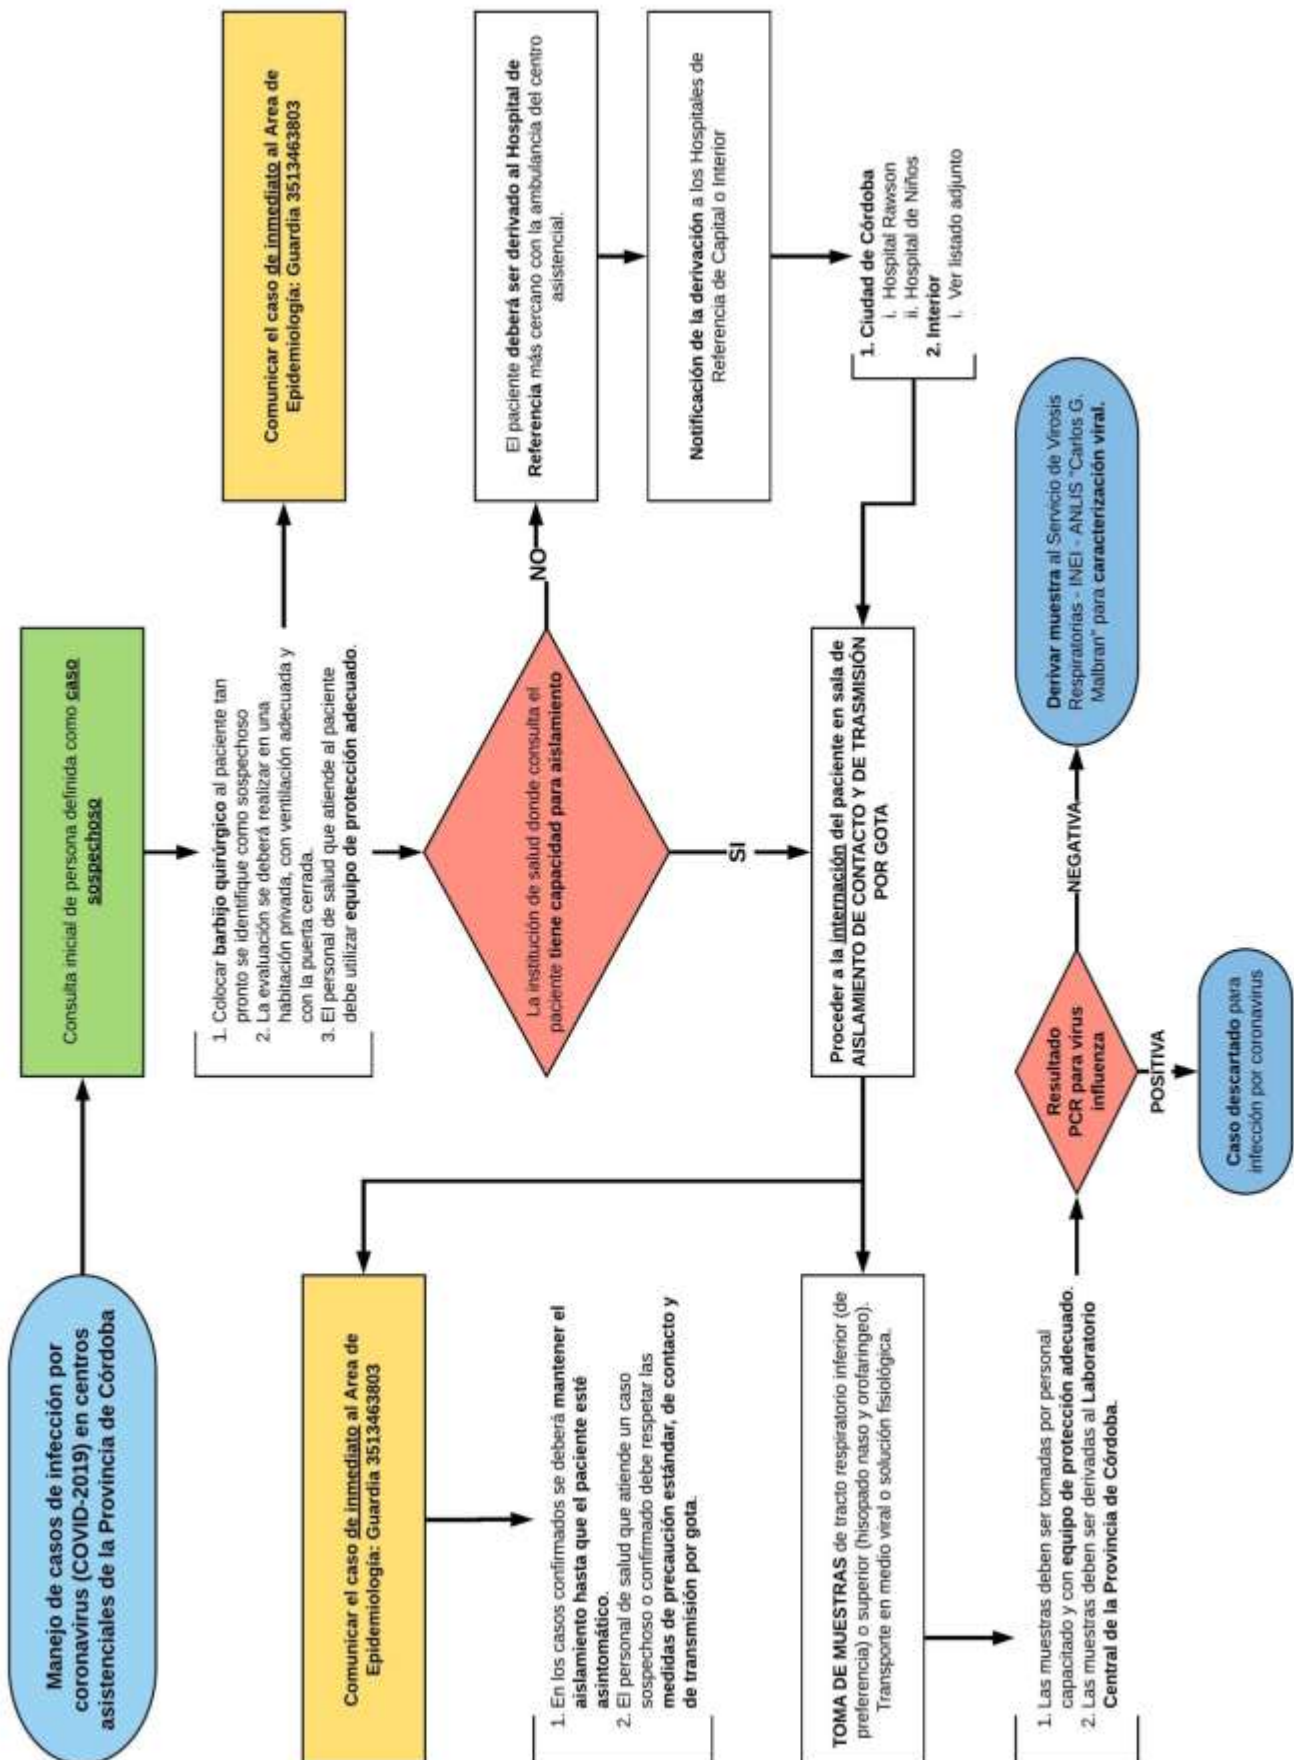 Manejo de casos de infección por
coronavirus (COVID-2019) en centros
asistenciales de la Provincia de Córdoba
Consulta inicial de persona definida como caso
sospechoso
1. Colocar barbijo quirúrgico al paciente tan
pronto se identifique como sospechoso
2. La evaluación se deberá realizar en una
habitación privada, con ventilación adecuada y
con la puerta cerrada.
3. El personal de salud que atiende al paciente
debe utilizar equipo de protección adecuado.
Comunicar el caso de inmediato al Area de
Epidemiología: Guardia 3513463803
La institución de salud donde consulta el
paciente tiene capacidad para aislamiento
NO
El paciente deberá ser derivado al Hospital de
Referencia más cercano con la ambulancia del centro
asistencial.
Notificación de la derivación a los Hospitales de
Referencia de Capital o Interior
1. Ciudad de Córdoba
i. Hospital Rawson
ii. Hospital de Niños
2. Interior
i. Ver listado adjunto
SI
Proceder a la internación del paciente en sala de
AISLAMIENTO DE CONTACTO Y DE TRASMISIÓN
POR GOTA
Comunicar el caso de inmediato al Area de
Epidemiología: Guardia 3513463803
1. En los casos confirmados se deberá mantener el
aislamiento hasta que el paciente esté
asintomático.
2. El personal de salud que atiende un caso
sospechoso o confirmado debe respetar las
medidas de precaución estándar, de contacto y
de transmisión por gota.
TOMA DE MUESTRAS de tracto respiratorio inferior (de
preferencia) o superior (hisopado naso y orofaringeo).
Transporte en medio viral o solución fisiológica.
1. Las muestras deben ser tomadas por personal
capacitado y con equipo de protección adecuado.
2. Las muestras deben ser derivadas al Laboratorio
Central de la Provincia de Córdoba.
Resultado
PCR para virus
influenza
NEGATIVA
Derivar muestra al Servicio de Virosis
Respiratorias - INEI - ANLIS "Carlos G.
Malbran" para caracterización viral.
POSITIVA
Caso descartado para
infección por coronavirus